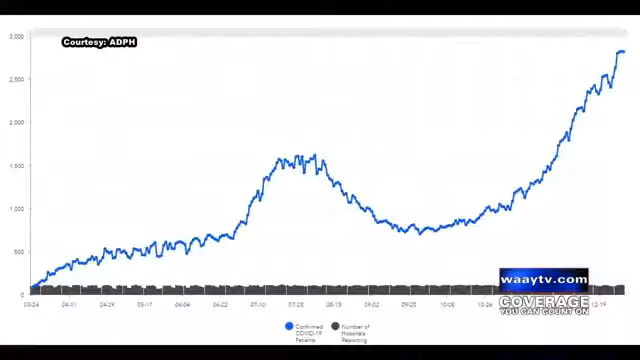 Courtesy: ADPH
3,000
2,500
2,000
1,500
1,000
500
0
03-24
04-11
04-29
05-17
06-04
06-22
07-10
07-28
08-15
09-02
09-20
10-08
10-26
12-19
Confirmed
COVID-19
Patients
Number of
Hospitals
Reporting
waaytv.com
COVERAGE
YOU CAN COUNT ON